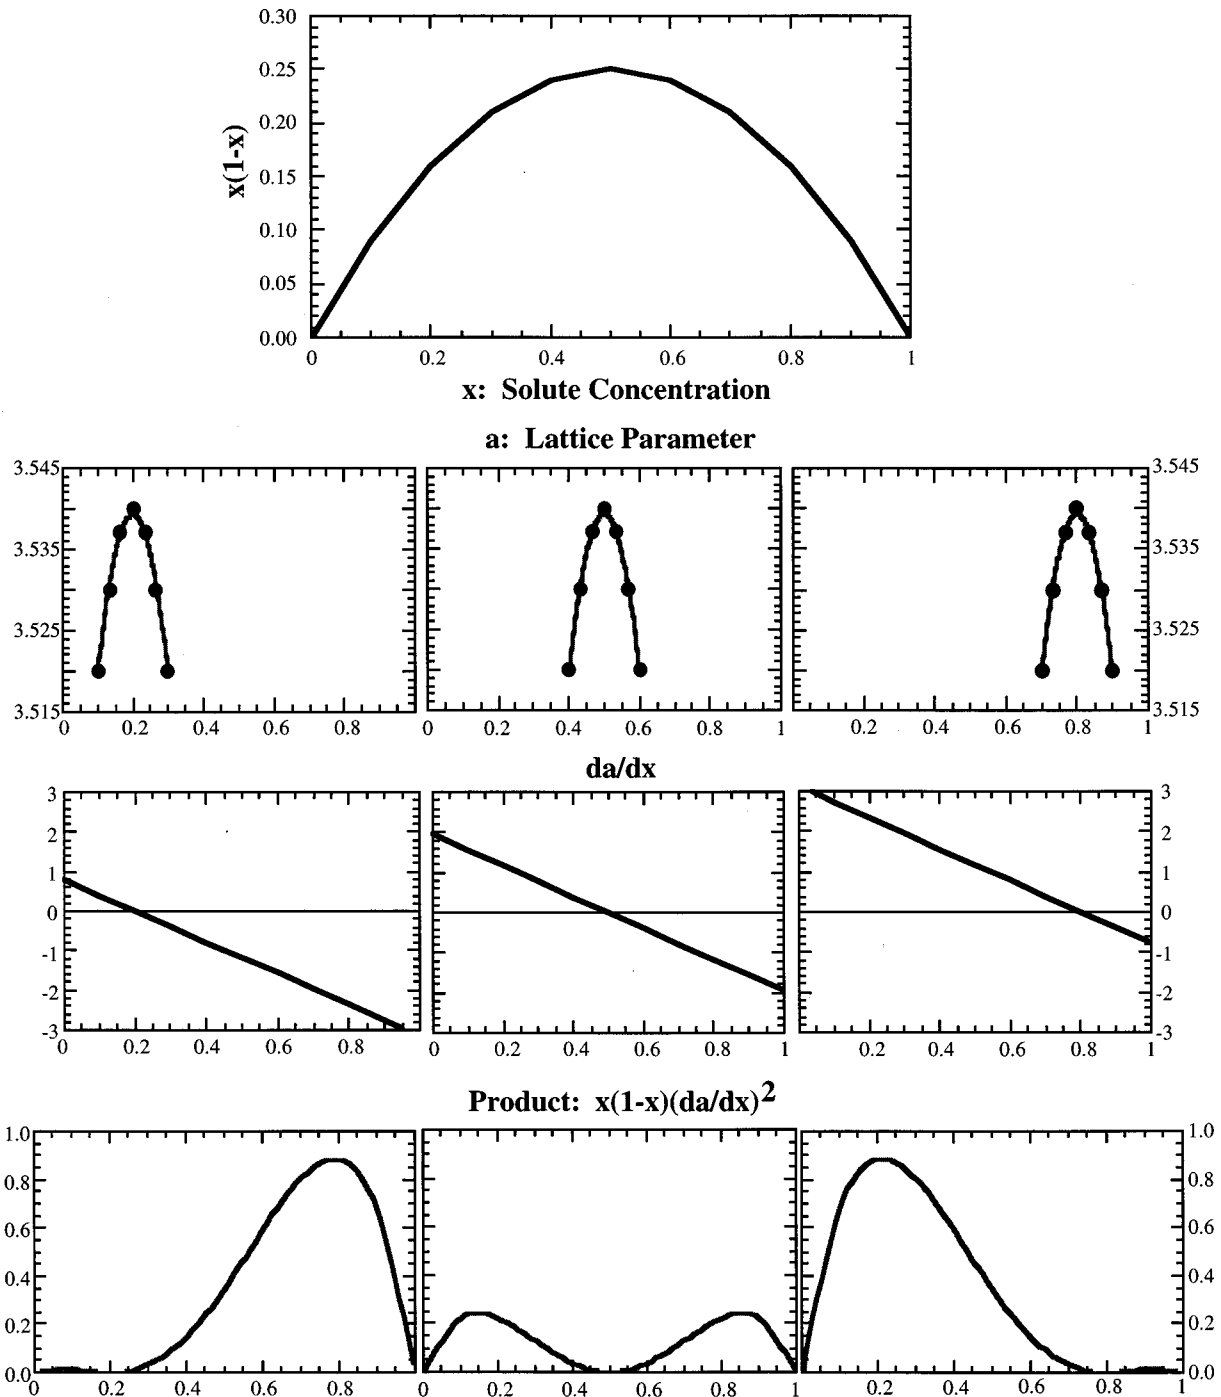 0.30
0.25
0.20
0.15
0.10
0.05
0.00
x(1-x)
0 0.2 0.4 0.6 0.8 1
x: Solute Concentration
a: Lattice Parameter
3.545 3.545
3.535 3.535
3.525 3.525
3.515 3.515
0 0.2 0.4 0.6 0.8 0 0.2 0.4 0.6 0.8 1 0.2 0.4 0.6 0.8 1
da/dx
3 3
2 2
1 1
0 0
-1 -1
-2 -2
-3 -3
0 0.2 0.4 0.6 0.8 0 0.2 0.4 0.6 0.8 1 0.2 0.4 0.6 0.8 1
Product: x(1-x)(da/dx)2
1.0 1.0
0.8 0.8
0.6 0.6
0.4 0.4
0.2 0.2
0.0 0.0
0 0.2 0.4 0.6 0.8 0 0.2 0.4 0.6 0.8 1 0.2 0.4 0.6 0.8 1